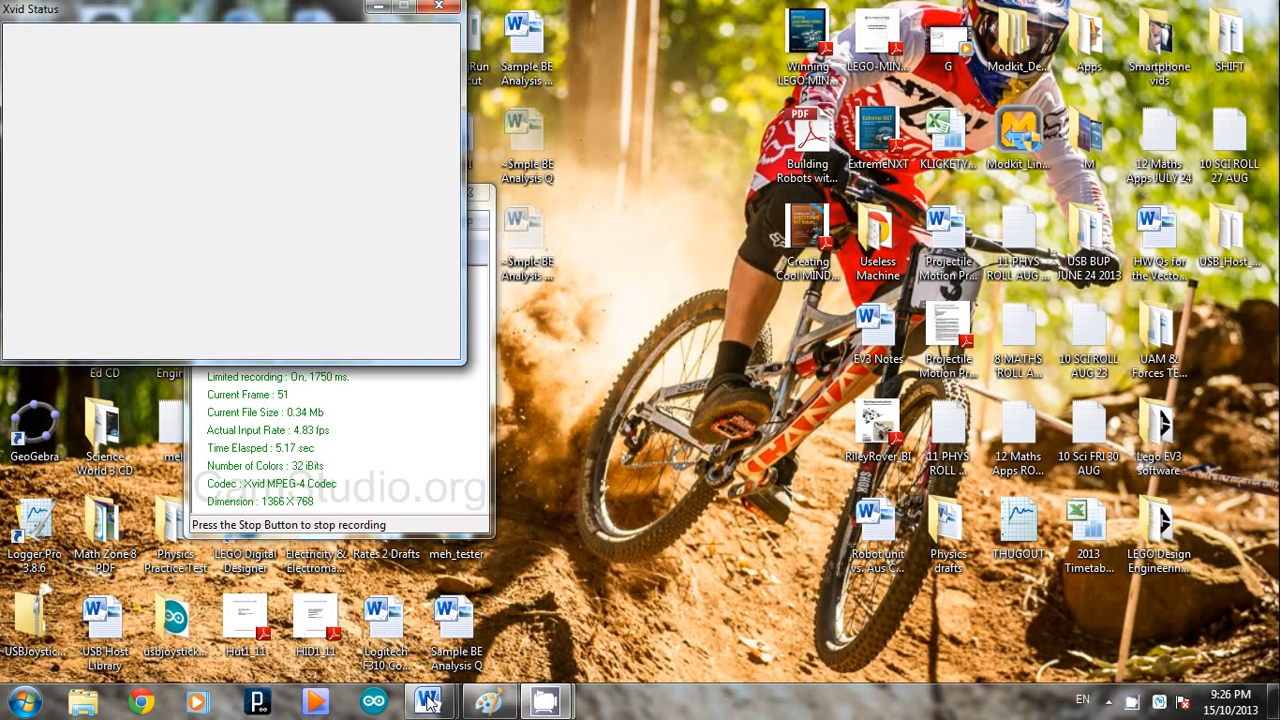 Xvid Status
Limited recording : On, 1750 ms.
Current Frame : 51
Current File Size : 0.34 Mb
Actual Input Rate : 4.83 fps
Time Elasped : 5.17 sec
Number of Colors : 32 iBits
Codec : Xvid MPEG-4 Codec
Dimension : 1366 X 768
Press the Stop Button to stop recording
Sample BE
Analysis ...
~Smple BE
Analysis Q
~Smple BE
Analysis ...
Winning
LEGO MIN...
LEGO-MIN...
G
Modkit_De...
Apps
Smartphone
vids
SHIFT
Building
Robots wit...
ExtremeNXT
KLICKETY...
Modkit_Lin...
M
12 Maths
Apps JULY 24
10 SCI ROLL
27 AUG
Creating
Cool MIND...
Useless
Machine
Projectile
Motion Pr...
11 PHYS
ROLL AUG ...
USB BUP
JUNE 24 2013
HW Qs for
the Vecto...
USB_Host_...
EV3 Notes
Projectile
Motion Pr...
8 MATHS
ROLL A...
10 SCI ROLL
AUG 23
UAM &
Forces TE...
Ed CD
GeoGebra
Science
World 3 CD
RileyRover_BI
11 PHYS
ROLL ...
12 Maths
Apps RO...
10 Sci FRI 30
AUG
Lego EV3
software
Logger Pro
3.8.6
Math Zone 8
PDF
Physics
Practice Test
LEGO Digital
Designer
Electricity &
Electroma...
Rates 2 Drafts
meh_tester
Robot unit
vs. Aus C...
Physics
drafts
THUGOUT
2013
Timetab...
LEGO Design
Engineerin...
USBJoystic...
USB Host
Library
usbjoystick...
Hut1_11
HID1_11
Logitech
F310 Co...
Sample BE
Analysis Q
EN
9:26 PM
15/10/2013